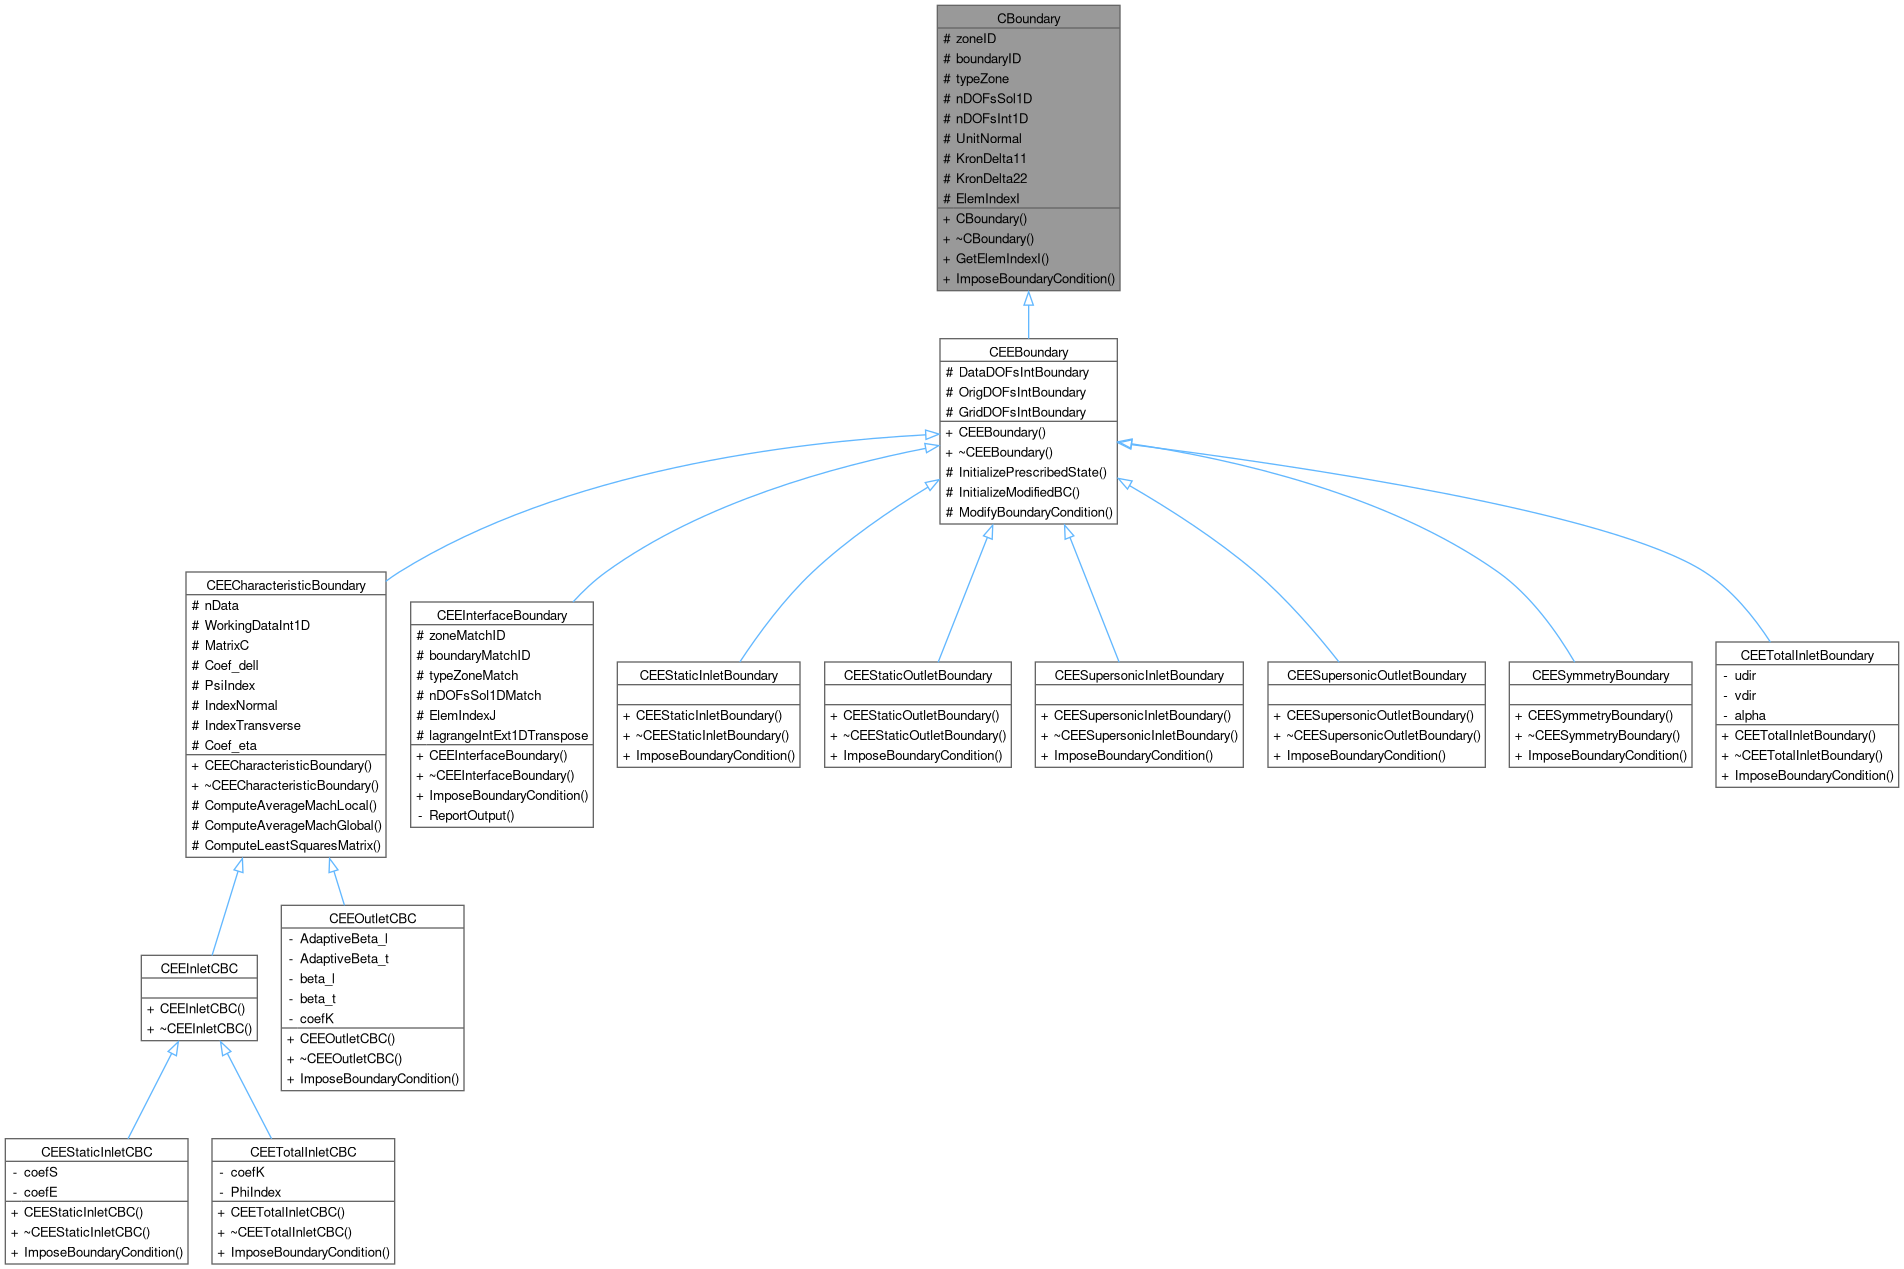 CBoundary
# zoneID
# boundaryID
# typeZone
# nDOFsSol1D
# nDOFsInt1D
# UnitNormal
# KronDelta11
# KronDelta22
# ElemIndexI
+ CBoundary()
+ ~CBoundary()
+ GetElemIndexI()
+ ImposeBoundaryCondition()
CEEBoundary
# DataDOFsIntBoundary
# OrigDOFsIntBoundary
# GridDOFsIntBoundary
+ CEEBoundary()
+ ~CEEBoundary()
# InitializePrescribedState()
# InitializeModifiedBC()
# ModifyBoundaryCondition()
CEECharacteristicBoundary
# nData
# WorkingDataInt1D
# MatrixC
# Coef_dell
# PsiIndex
# IndexNormal
# IndexTransverse
# Coef_eta
+ CEECharacteristicBoundary()
+ ~CEECharacteristicBoundary()
# ComputeAverageMachLocal()
# ComputeAverageMachGlobal()
# ComputeLeastSquaresMatrix()
CEEInterfaceBoundary
# zoneMatchID
# boundaryMatchID
# typeZoneMatch
# nDOFsSol1DMatch
# ElemIndexJ
# lagrangeIntExt1DTranspose
+ CEEInterfaceBoundary()
+ ~CEEInterfaceBoundary()
+ ImposeBoundaryCondition()
- ReportOutput()
CEEStaticInletBoundary
+ CEEStaticInletBoundary()
+ ~CEEStaticInletBoundary()
+ ImposeBoundaryCondition()
CEEStaticOutletBoundary
+ CEEStaticOutletBoundary()
+ ~CEEStaticOutletBoundary()
+ ImposeBoundaryCondition()
CEESupersonicInletBoundary
+ CEESupersonicInletBoundary()
+ ~CEESupersonicInletBoundary()
+ ImposeBoundaryCondition()
CEESupersonicOutletBoundary
+ CEESupersonicOutletBoundary()
+ ~CEESupersonicOutletBoundary()
+ ImposeBoundaryCondition()
CEESymmetryBoundary
+ CEESymmetryBoundary()
+ ~CEESymmetryBoundary()
+ ImposeBoundaryCondition()
CEETotalInletBoundary
- udir
- vdir
- alpha
+ CEETotalInletBoundary()
+ ~CEETotalInletBoundary()
+ ImposeBoundaryCondition()
CEEInletCBC
+ CEEInletCBC()
+ ~CEEInletCBC()
CEEOutletCBC
- AdaptiveBeta_l
- AdaptiveBeta_t
- beta_l
- beta_t
- coefK
+ CEEOutletCBC()
+ ~CEEOutletCBC()
+ ImposeBoundaryCondition()
CEEStaticInletCBC
- coefS
- coefE
+ CEEStaticInletCBC()
+ ~CEEStaticInletCBC()
+ ImposeBoundaryCondition()
CEETotalInletCBC
- coefK
- PhiIndex
+ CEETotalInletCBC()
+ ~CEETotalInletCBC()
+ ImposeBoundaryCondition()